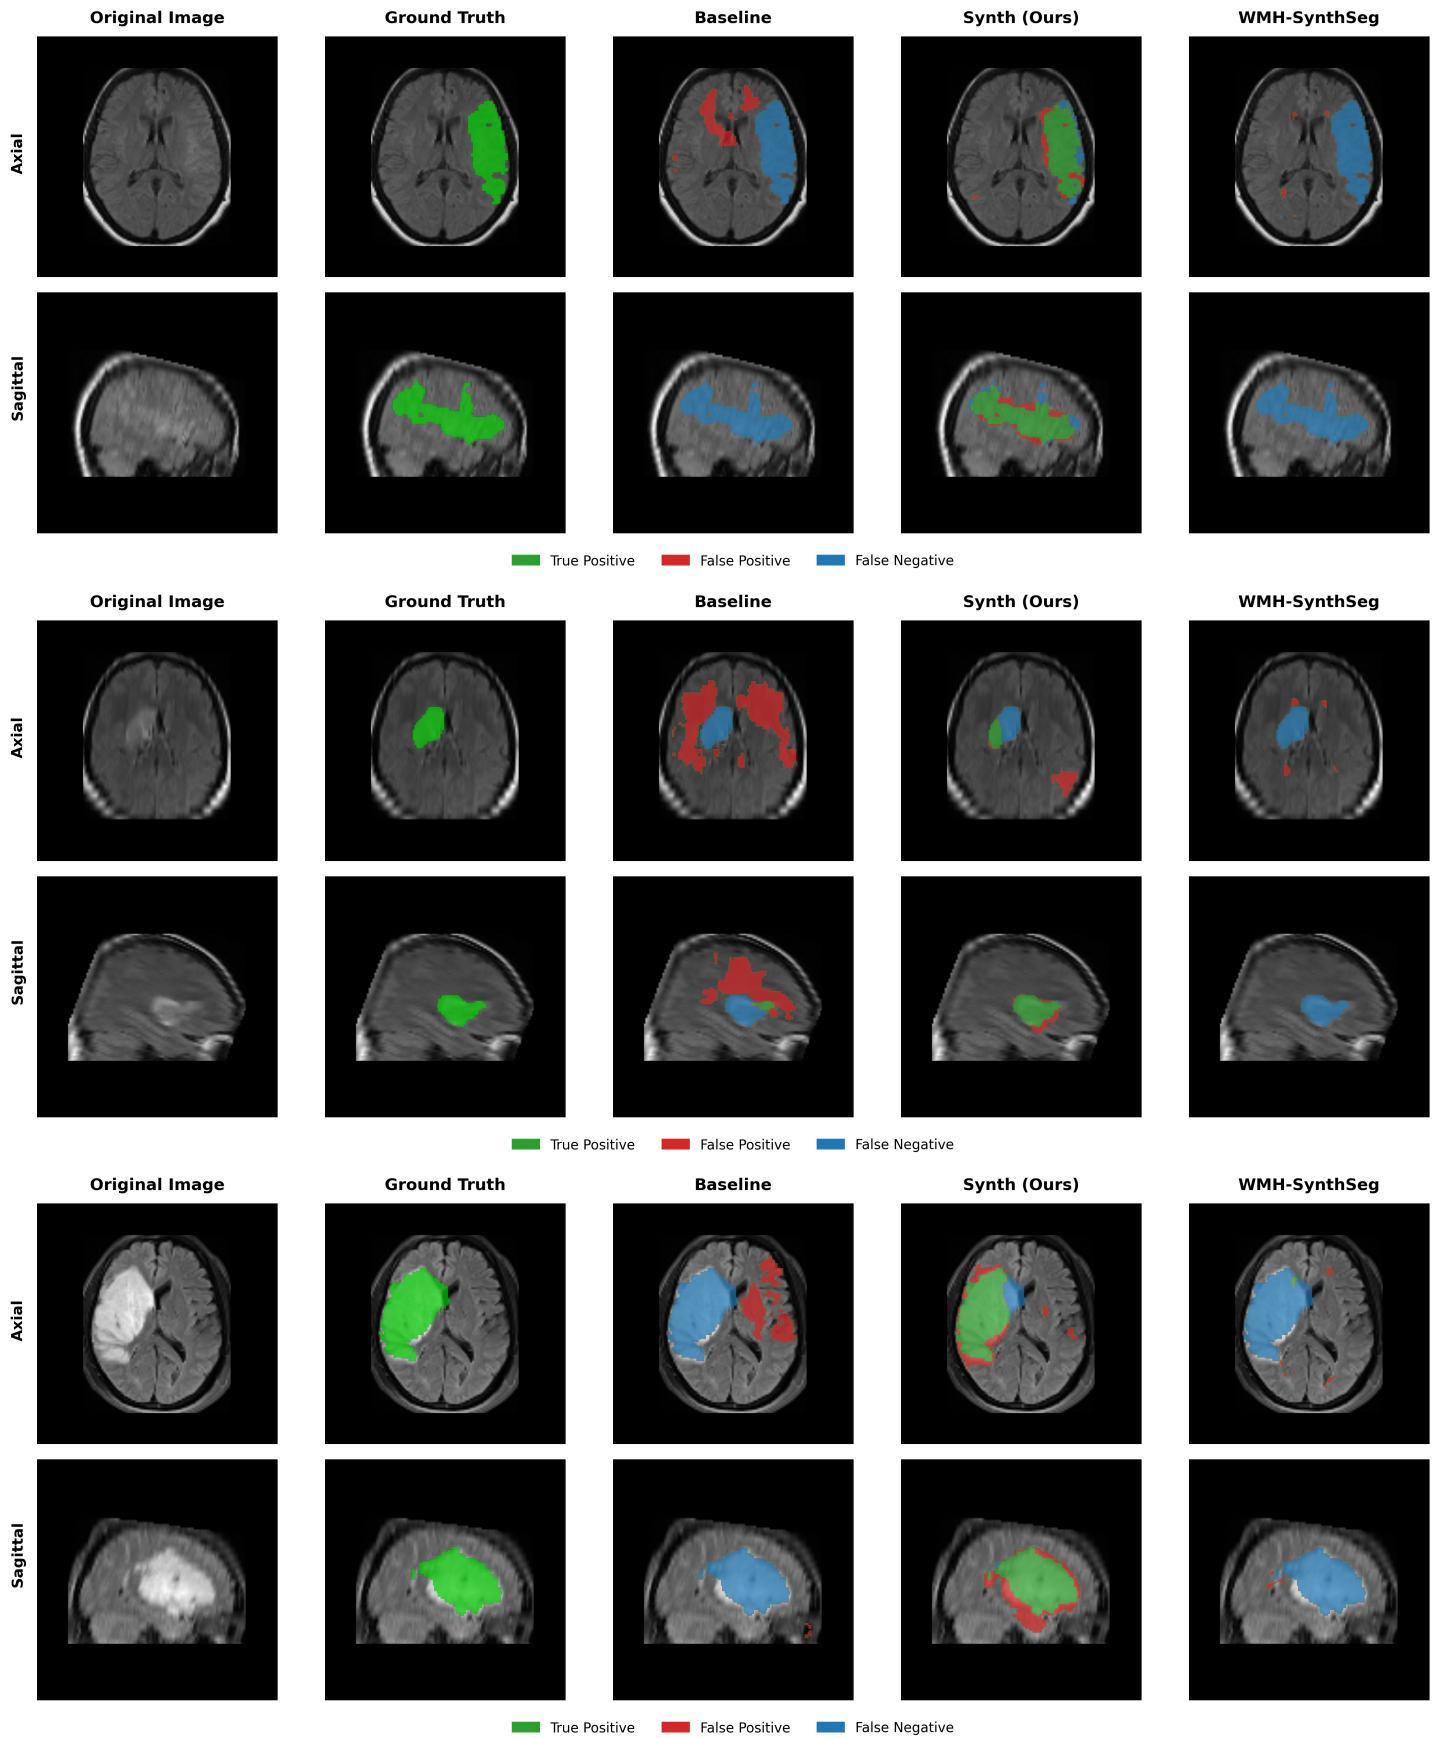 Original Image Ground Truth Baseline Synth (Ours) WMH-SynthSeg
Axial
Sagittal
True Positive False Positive False Negative
Original Image Ground Truth Baseline Synth (Ours) WMH-SynthSeg
Axial
Sagittal
True Positive False Positive False Negative
Original Image Ground Truth Baseline Synth (Ours) WMH-SynthSeg
Axial
Sagittal
True Positive False Positive False Negative